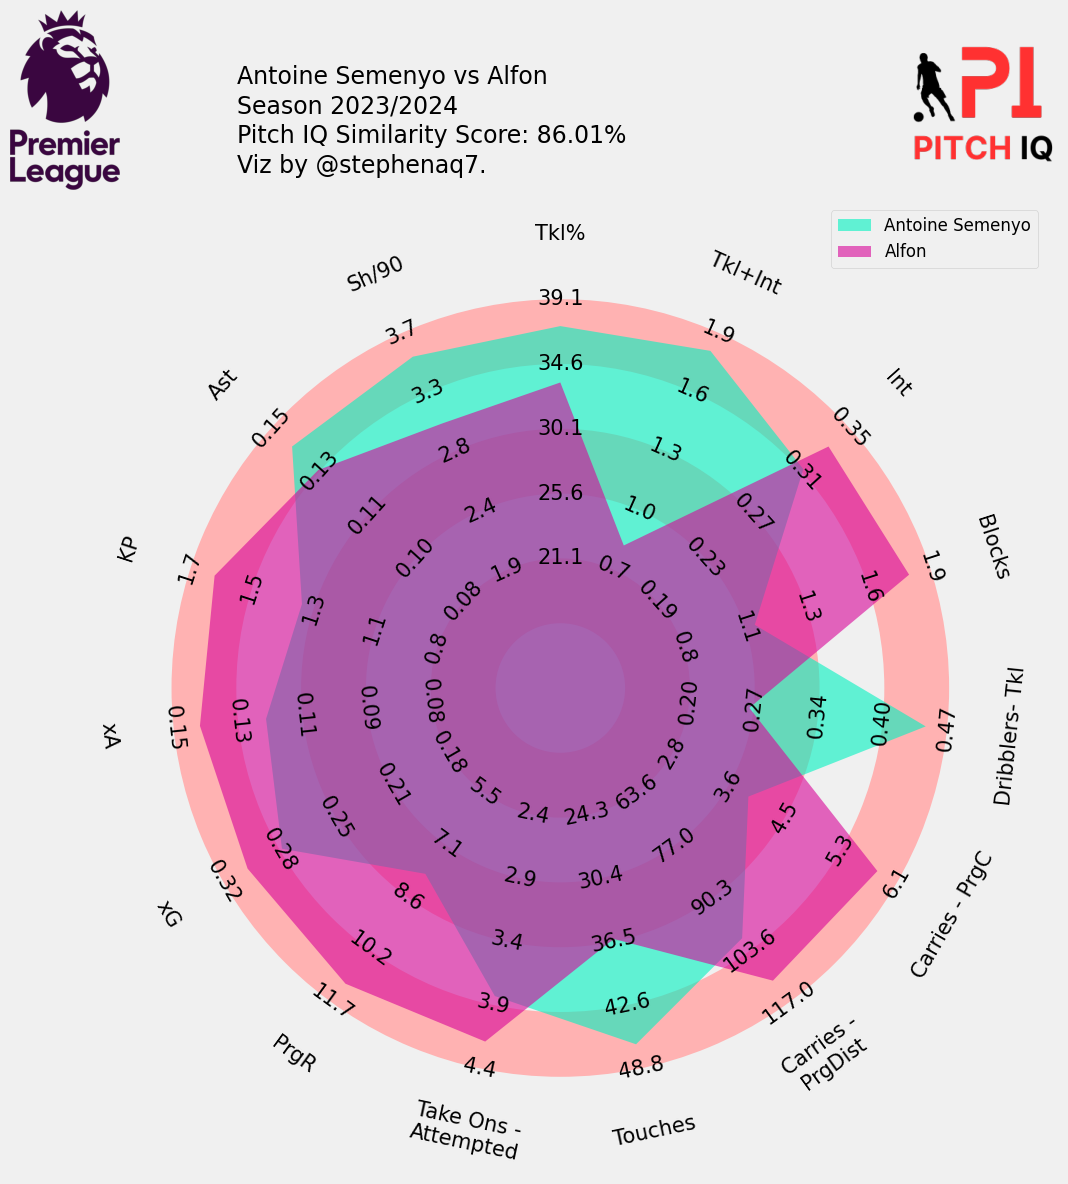 Premier
League
Antoine Semenyo vs Alfon
Season 2023/2024
Pitch IQ Similarity Score: 86.01%
Viz by @stephenaq7.
PI
PITCH IQ
Antoine Semenyo
Alfon
Tkl%
21.1
25.6
30.1
34.6
39.1
Tkl+Int
0.7
1.0
1.3
1.6
1.9
Int
0.19
0.23
0.27
0.31
0.35
Blocks
0.8
1.1
1.3
1.6
1.9
Dribblers- Tkl
0.20
0.27
0.34
0.40
0.47
Carries - PrgC
2.8
3.6
4.5
5.3
6.1
Carries -
PrgDist
63.6
77.0
90.3
103.6
117.0
Touches
24.3
30.4
36.5
42.6
48.8
Take Ons -
Attempted
2.4
2.9
3.4
3.9
4.4
PrgR
5.5
7.1
8.6
10.2
11.7
xG
0.18
0.21
0.25
0.28
0.32
xA
0.08
0.09
0.11
0.13
0.15
KP
0.8
1.1
1.3
1.5
1.7
Ast
0.08
0.10
0.11
0.13
0.15
Sh/90
1.9
2.4
2.8
3.3
3.7